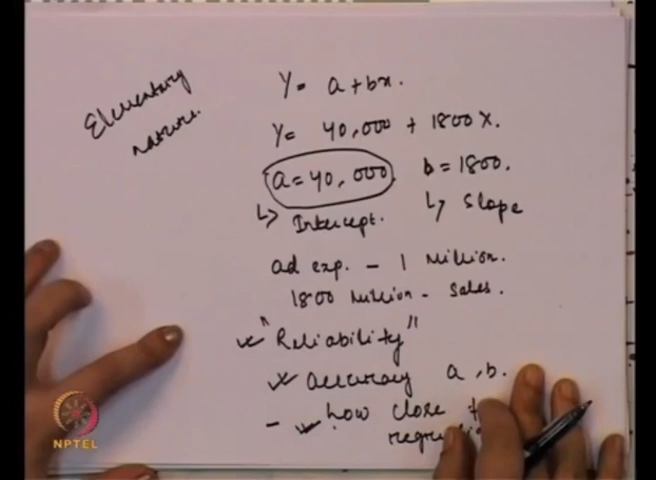 Elementary
nature.
Y = a + bx.
Y = 40,000 + 1800 X.
a = 40,000 b = 1800.
↳ Intercept. ↳ Slope
ad exp. - 1 Million.
1800 Million - Sales.
"Reliability"
Accuracy a, b.
- how close
NPTEL